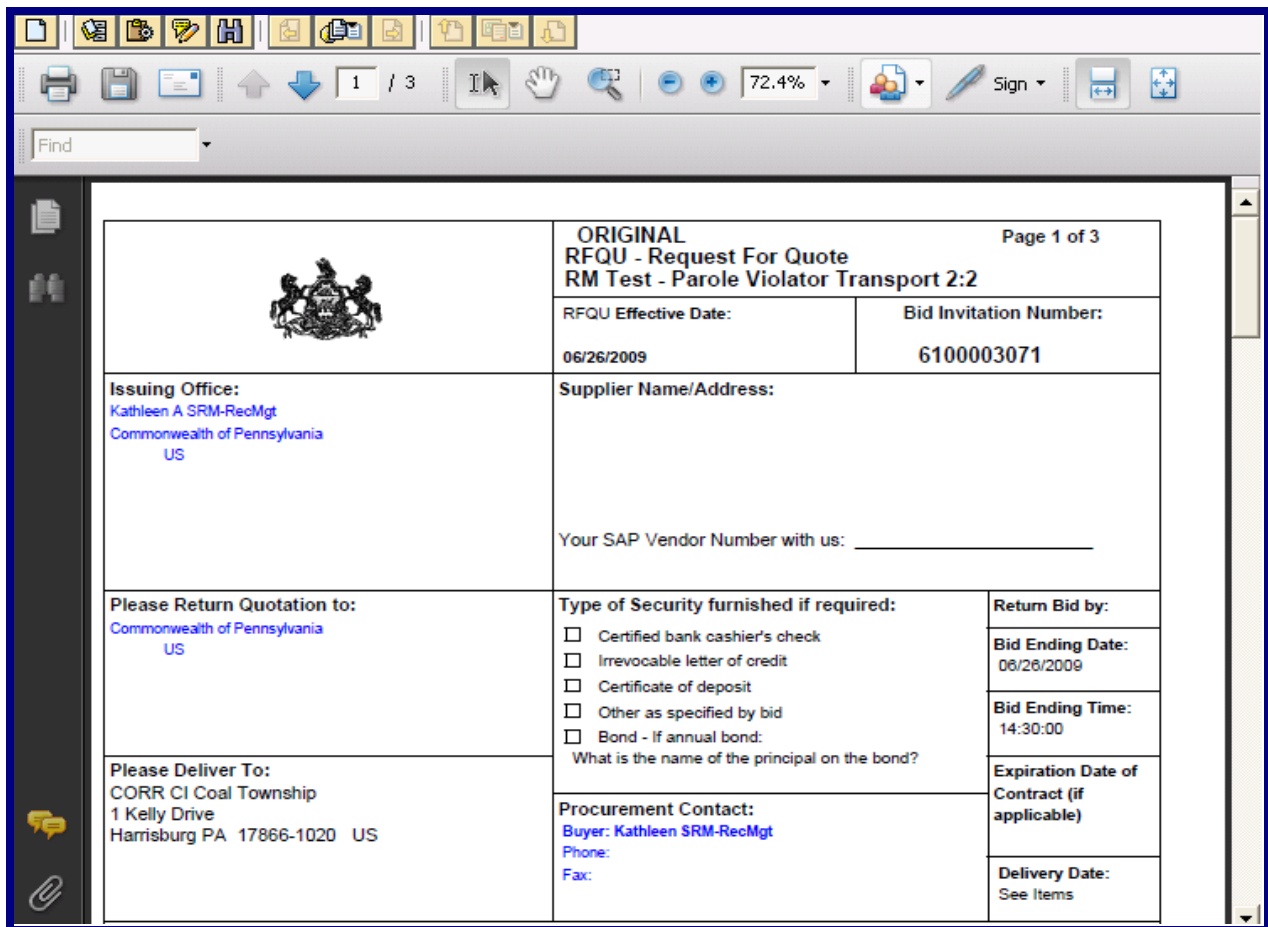 1 / 3
72.4%
Sign
Find
ORIGINAL
Page 1 of 3
RFQU - Request For Quote
RM Test - Parole Violator Transport 2:2
RFQU Effective Date:
06/26/2009
Bid Invitation Number:
6100003071
Issuing Office:
Kathleen A SRM-RecMgt
Commonwealth of Pennsylvania
US
Supplier Name/Address:
Your SAP Vendor Number with us:
Please Return Quotation to:
Commonwealth of Pennsylvania
US
Type of Security furnished if required:
Certified bank cashier's check
Irrevocable letter of credit
Certificate of deposit
Other as specified by bid
Bond - If annual bond:
What is the name of the principal on the bond?
Return Bid by:
Bid Ending Date:
06/26/2009
Bid Ending Time:
14:30:00
Please Deliver To:
CORR CI Coal Township
1 Kelly Drive
Harrisburg PA 17866-1020 US
Procurement Contact:
Buyer: Kathleen SRM-RecMgt
Phone:
Fax:
Expiration Date of
Contract (if
applicable)
Delivery Date:
See Items